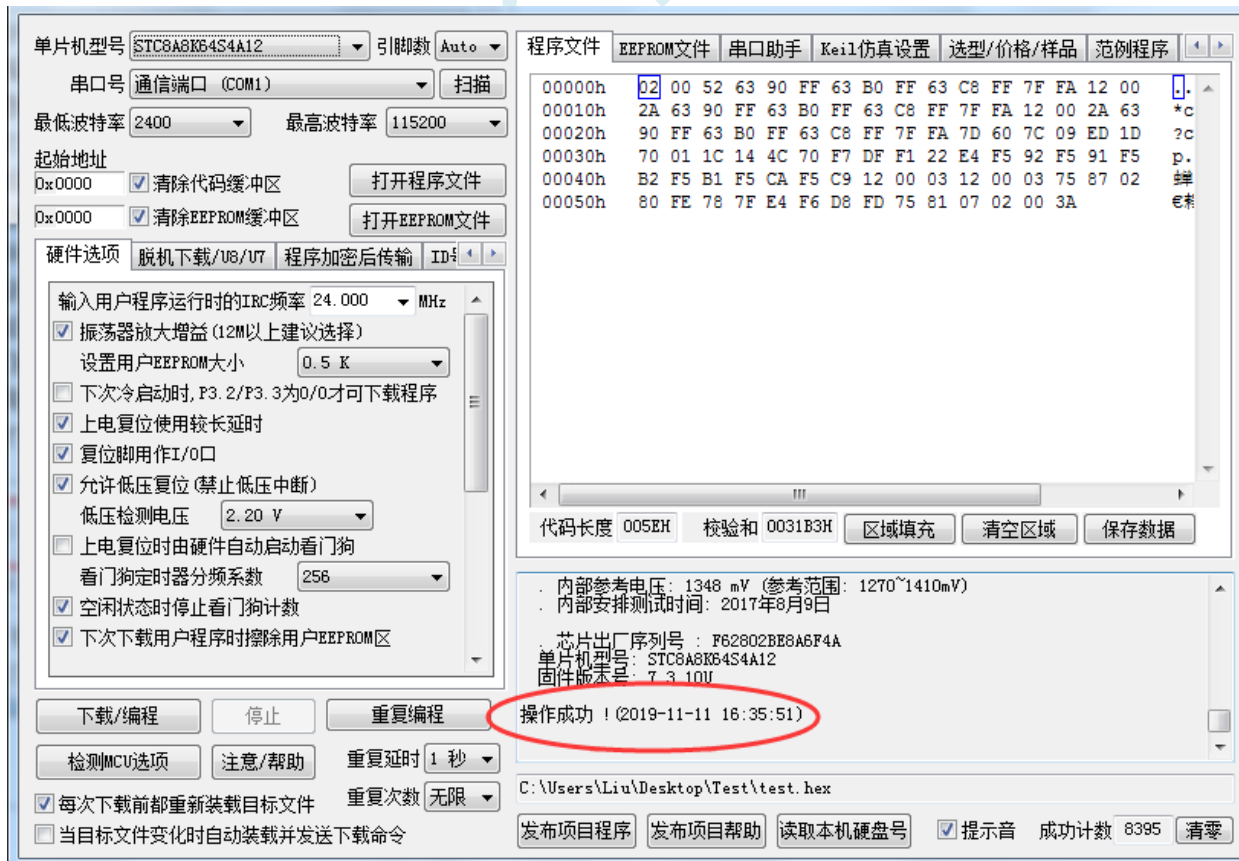 单片机型号 STC8A8K64S4A12 引脚数 Auto
串口号 通信端口 (COM1) 扫描
最低波特率 2400 最高波特率 115200
起始地址
0x0000 清除代码缓冲区 打开程序文件
0x0000 清除EEPROM缓冲区 打开EEPROM文件
硬件选项 脱机下载/U8/U7 程序加密后传输
输入用户程序运行时的IRC频率 24.000 MHz
振荡器放大增益(12M以上建议选择)
设置用户EEPROM大小 0.5 K
下次冷启动时,P3.2/P3.3为0/0才可下载程序
上电复位使用较长延时
复位脚用作I/O口
允许低压复位(禁止低压中断)
低压检测电压 2.20 V
上电复位时由硬件自动启动看门狗
看门狗定时器分频系数 256
空闲状态时停止看门狗计数
下次下载用户程序时擦除用户EEPROM区
下载/编程 停止 重复编程
检测MCU选项 注意/帮助 重复延时 1 秒
每次下载前都重新装载目标文件 重复次数 无限
当目标文件变化时自动装载并发送下载命令
程序文件 EEPROM文件 串口助手 Keil仿真设置 选型/价格/样品 范例程序
00000h 02 00 52 63 90 FF 63 B0 FF 63 C8 FF 7F FA 12 00 ..
00010h 2A 63 90 FF 63 B0 FF 63 C8 FF 7F FA 12 00 2A 63 *c
00020h 90 FF 63 B0 FF 63 C8 FF 7F FA 7D 60 7C 09 ED 1D ?c
00030h 70 01 1C 14 4C 70 F7 DF F1 22 E4 F5 92 F5 91 F5 p.
00040h B2 F5 B1 F5 CA F5 C9 12 00 03 12 00 03 75 87 02
00050h 80 FE 78 7F E4 F6 D8 FD 75 81 07 02 00 3A
代码长度 005EH 校验和 0031B3H 区域填充 清空区域 保存数据
. 内部参考电压: 1348 mV (参考范围: 1270~1410mV)
. 内部安排测试时间: 2017年8月9日
. 芯片出厂序列号 : F62802BE8A6F4A
单片机型号: STC8A8K64S4A12
固件版本号: 7.3.10U
操作成功 !(2019-11-11 16:35:51)
C:\Users\Liu\Desktop\Test\test.hex
发布项目程序 发布项目帮助 读取本机硬盘号 提示音 成功计数 8395 清零